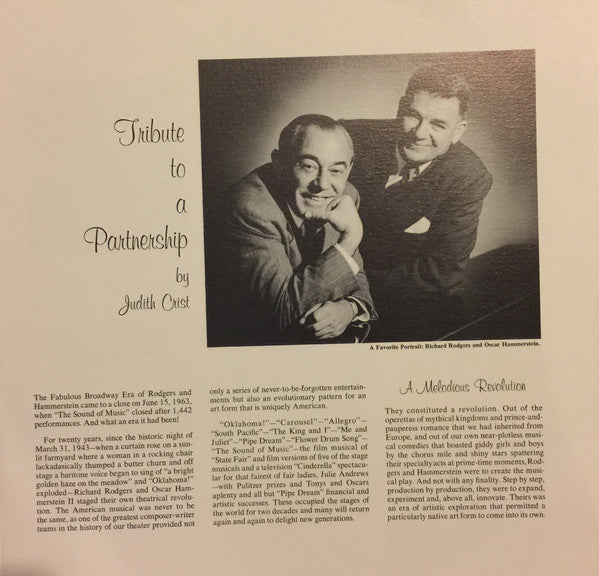 Tribute
to
a
Partnership
by
Judith Crist
A Favorite Portrait: Richard Rodgers and Oscar Hammerstein.
The Fabulous Broadway Era of Rodgers and
Hammerstein came to a close on June 15, 1963,
when "The Sound of Music" closed after 1,442
performances. And what an era it had been!
For twenty years, since the historic night of
March 31, 1943—when a curtain rose on a sun-
lit farmyard where a woman in a rocking chair
lackadaisically thumped a butter churn and off
stage a baritone voice began to sing of "a bright
golden haze on the meadow" and "Oklahoma!"
exploded—Richard Rodgers and Oscar Ham-
merstein II staged their own theatrical revolu-
tion. The American musical was never to be
the same, as one of the greatest composer-writer
teams in the history of our theater provided not
only a series of never-to-be-forgotten entertain-
ments but also an evolutionary pattern for an
art form that is uniquely American.
"Oklahoma!"—"Carousel"—"Allegro"—
"South Pacific"—"The King and I"—"Me and
Juliet"—"Pipe Dream"—"Flower Drum Song"—
"The Sound of Music"—the film musical of
"State Fair" and film versions of five of the stage
musicals and a television "Cinderella" spectacu-
lar for that fairest of fair ladies, Julie Andrews
—with Pulitzer prizes and Tonys and Oscars
aplenty and all but "Pipe Dream" financial and
artistic successes. These occupied the stages of
the world for two decades and many will return
again and again to delight new generations.
A Melodious Revolution
They constituted a revolution. Out of the
operettas of mythical kingdoms and prince-and-
pauperess romance that we had inherited from
Europe, and out of our own near-plotless musi-
cal comedies that boasted giddy girls and boys
by the chorus mile and shiny stars spattering
their specialty acts at prime-time moments, Rod-
gers and Hammerstein were to create the musi-
cal play. And not with any finality. Step by step,
production by production, they were to expand,
experiment and, above all, innovate. Theirs was
an era of artistic exploration that permitted a
particularly native art form to come into its own.